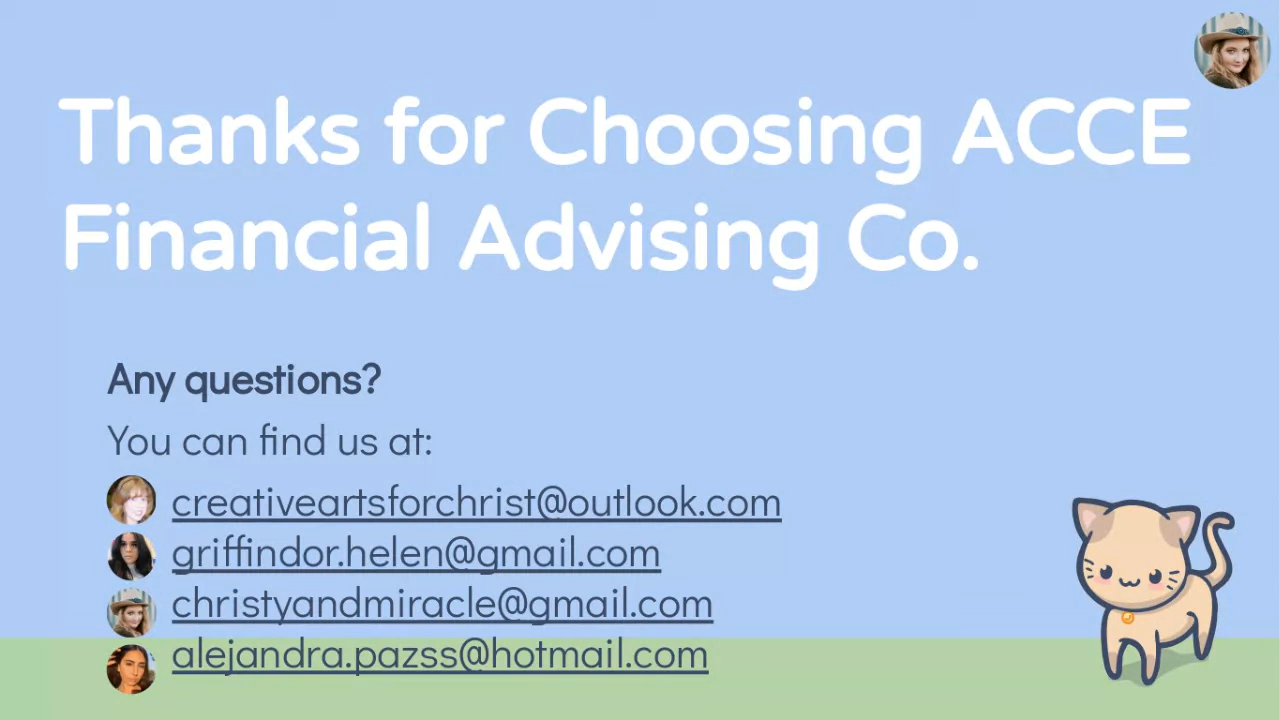 Thanks for Choosing ACCE
Financial Advising Co.
Any questions?
You can find us at:
creativeartsforchrist@outlook.com
griffindor.helen@gmail.com
christyandmiracle@gmail.com
alejandra.pazss@hotmail.com